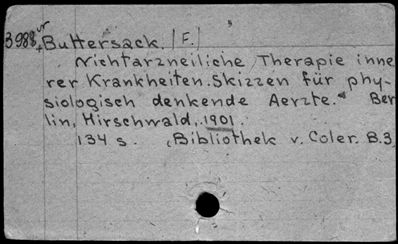 3988 Buttersack. (F.)
Nichtarzneiliche Therapie inne
rer Krankheiten. Skizzen für phy-
siologisch denkende Aerzte. Ber
lin, Hirschwald, 1901.
134 s. (Bibliothek v. Coler. B.3